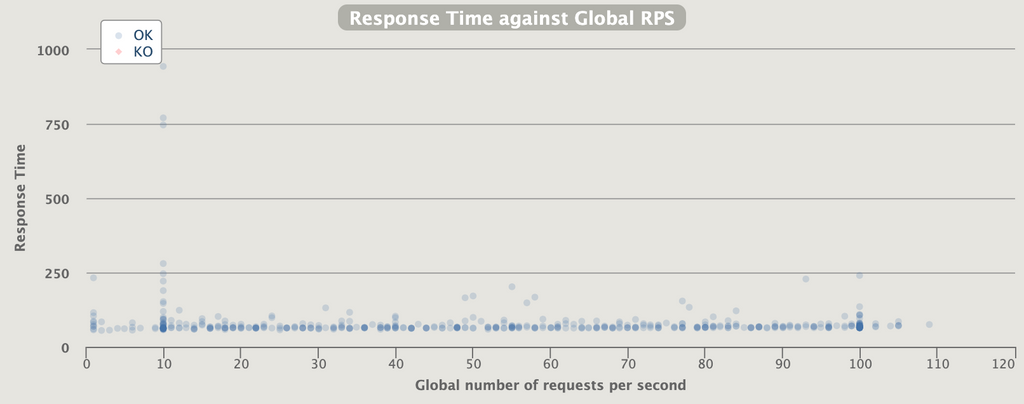 Response Time against Global RPS
OK
KO
1000
750
500
250
0
Response Time
0 10 20 30 40 50 60 70 80 90 100 110 120
Global number of requests per second